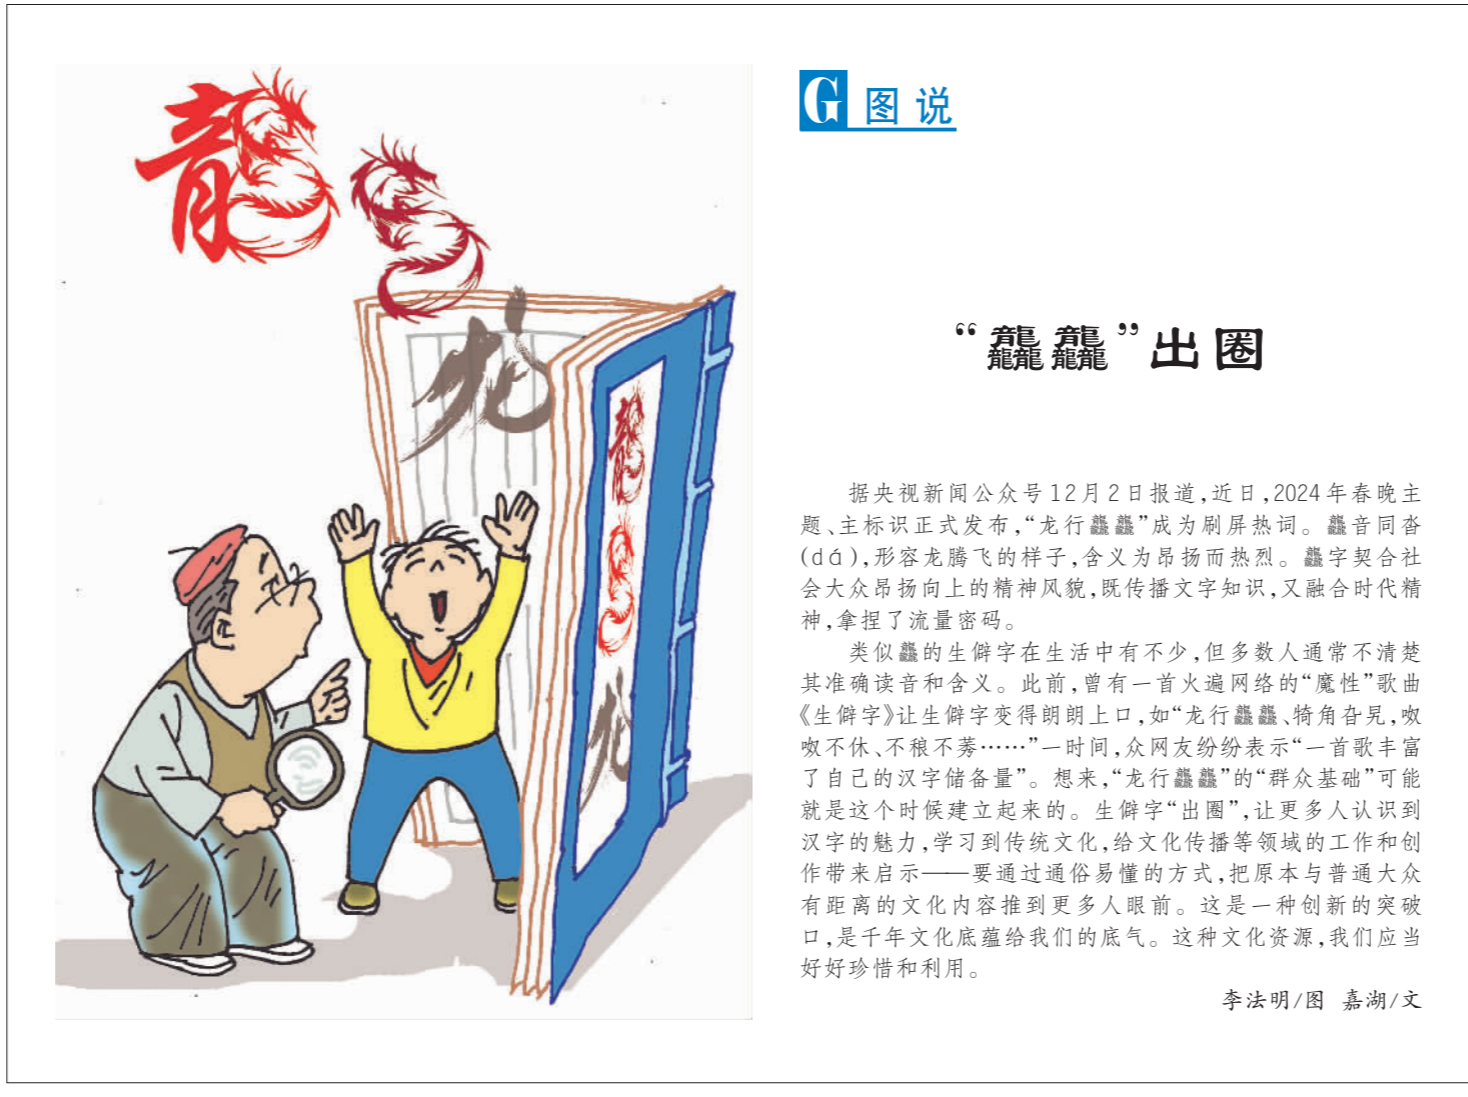 龍
龙
龍
龙
G 图说
“龘龘”出圈
据央视新闻公众号12月2日报道，近日，2024年春晚主
题、主标识正式发布，“龙行龘龘”成为刷屏热词。龘音同沓
(dá)，形容龙腾飞的样子，含义为昂扬而热烈。龘字契合社
会大众昂扬向上的精神风貌，既传播文字知识，又融合时代精
神，拿捏了流量密码。
类似龘的生僻字在生活中有不少，但多数人通常不清楚
其准确读音和含义。此前，曾有一首火遍网络的“魔性”歌曲
《生僻字》让生僻字变得朗朗上口，如“龙行龘龘、犄角旮旯，呶
呶不休、不稂不莠……”一时间，众网友纷纷表示“一首歌丰富
了自己的汉字储备量”。想来，“龙行龘龘”的“群众基础”可能
就是这个时候建立起来的。生僻字“出圈”，让更多人认识到
汉字的魅力，学习到传统文化，给文化传播等领域的工作和创
作带来启示——要通过通俗易懂的方式，把原本与普通大众
有距离的文化内容推到更多人眼前。这是一种创新的突破
口，是千年文化底蕴给我们的底气。这种文化资源，我们应当
好好珍惜和利用。
李法明/图 嘉湖/文